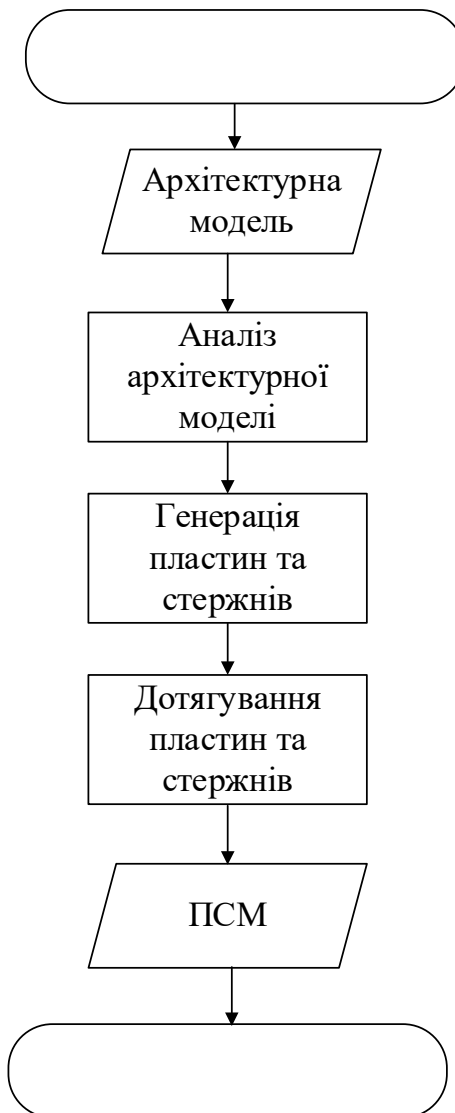 Архітектурна
модель
Аналіз
архітектурної
моделі
Генерація
пластин та
стержнів
Дотягування
пластин та
стержнів
ПСМ